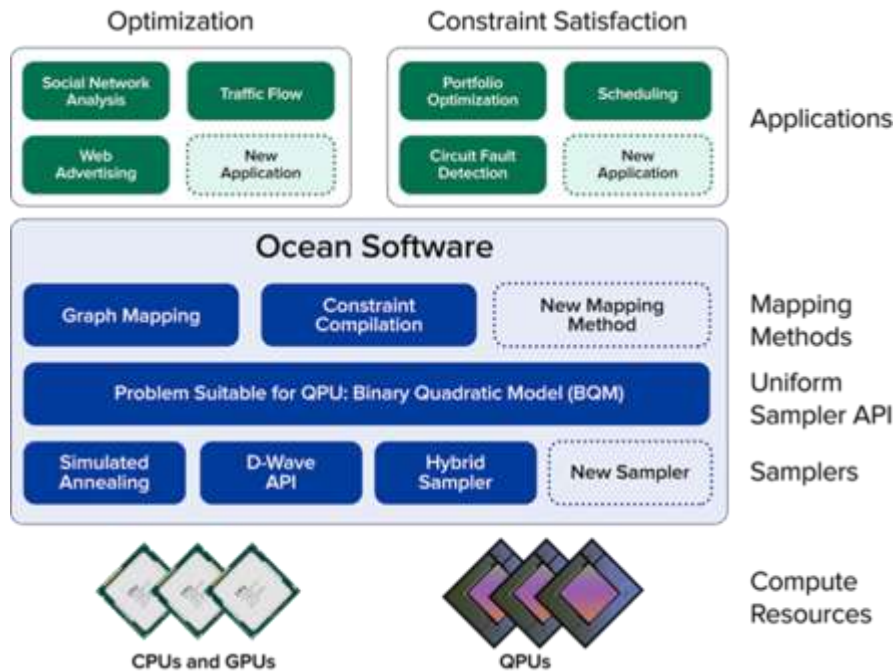 Optimization
Constraint Satisfaction
Social Network
Analysis
Traffic Flow
Web
Advertising
New
Application
Portfolio
Optimization
Scheduling
Circuit Fault
Detection
New
Application
Applications
Ocean Software
Graph Mapping
Constraint
Compilation
New Mapping
Method
Mapping
Methods
Problem Suitable for QPU: Binary Quadratic Model (BQM)
Uniform
Sampler API
Simulated
Annealing
D-Wave
API
Hybrid
Sampler
New Sampler
Samplers
CPUs and GPUs
QPUs
Compute
Resources